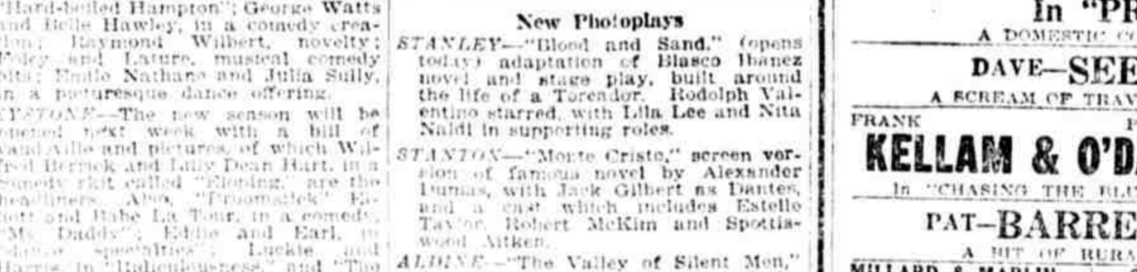 "Hard-boiled Hampton"; George Watts
and Belle Hawley, in a comedy crea-
tion; Raymond Wilbert, novelty;
Foley and Lature, musical comedy
bits; Emile Nathano and Julia Sully,
in a picturesque dance offering.
KEYSTONE—The new season will be
opened next week with a bill of
vaudeville and pictures, of which Wil-
fred Berrick and Lilly Dean Hart, in a
comedy skit called "Eloping," are the
headliners. Also,
and Babe La Tour, in a comedy,
"My Daddy"; Eddie and Earl, in
specialties"; Luckie and
Harris, in "Ridiculousness," and "The
New Photoplays
STANLEY—"Blood and Sand," (opens
today) adaptation of Blasco Ibanez
novel and stage play, built around
the life of a Toreador. Rodolph Val-
entino starred, with Lila Lee and Nita
Naldi in supporting roles.
STANTON—"Monte Cristo," screen ver-
sion of famous novel by Alexander
Dumas, with Jack Gilbert as Dantes,
and a cast which includes Estelle
Taylor, Robert McKim and Spottis-
wood Aitken.
ALDINE—"The Valley of Silent Men,"
In "PR
A DOMESTIC CO
DAVE—SEE
A SCREAM OF TRAV
FRANK
KELLAM & O'D
In "CHASING THE BLU
PAT—BARRE
A BIT OF RURA